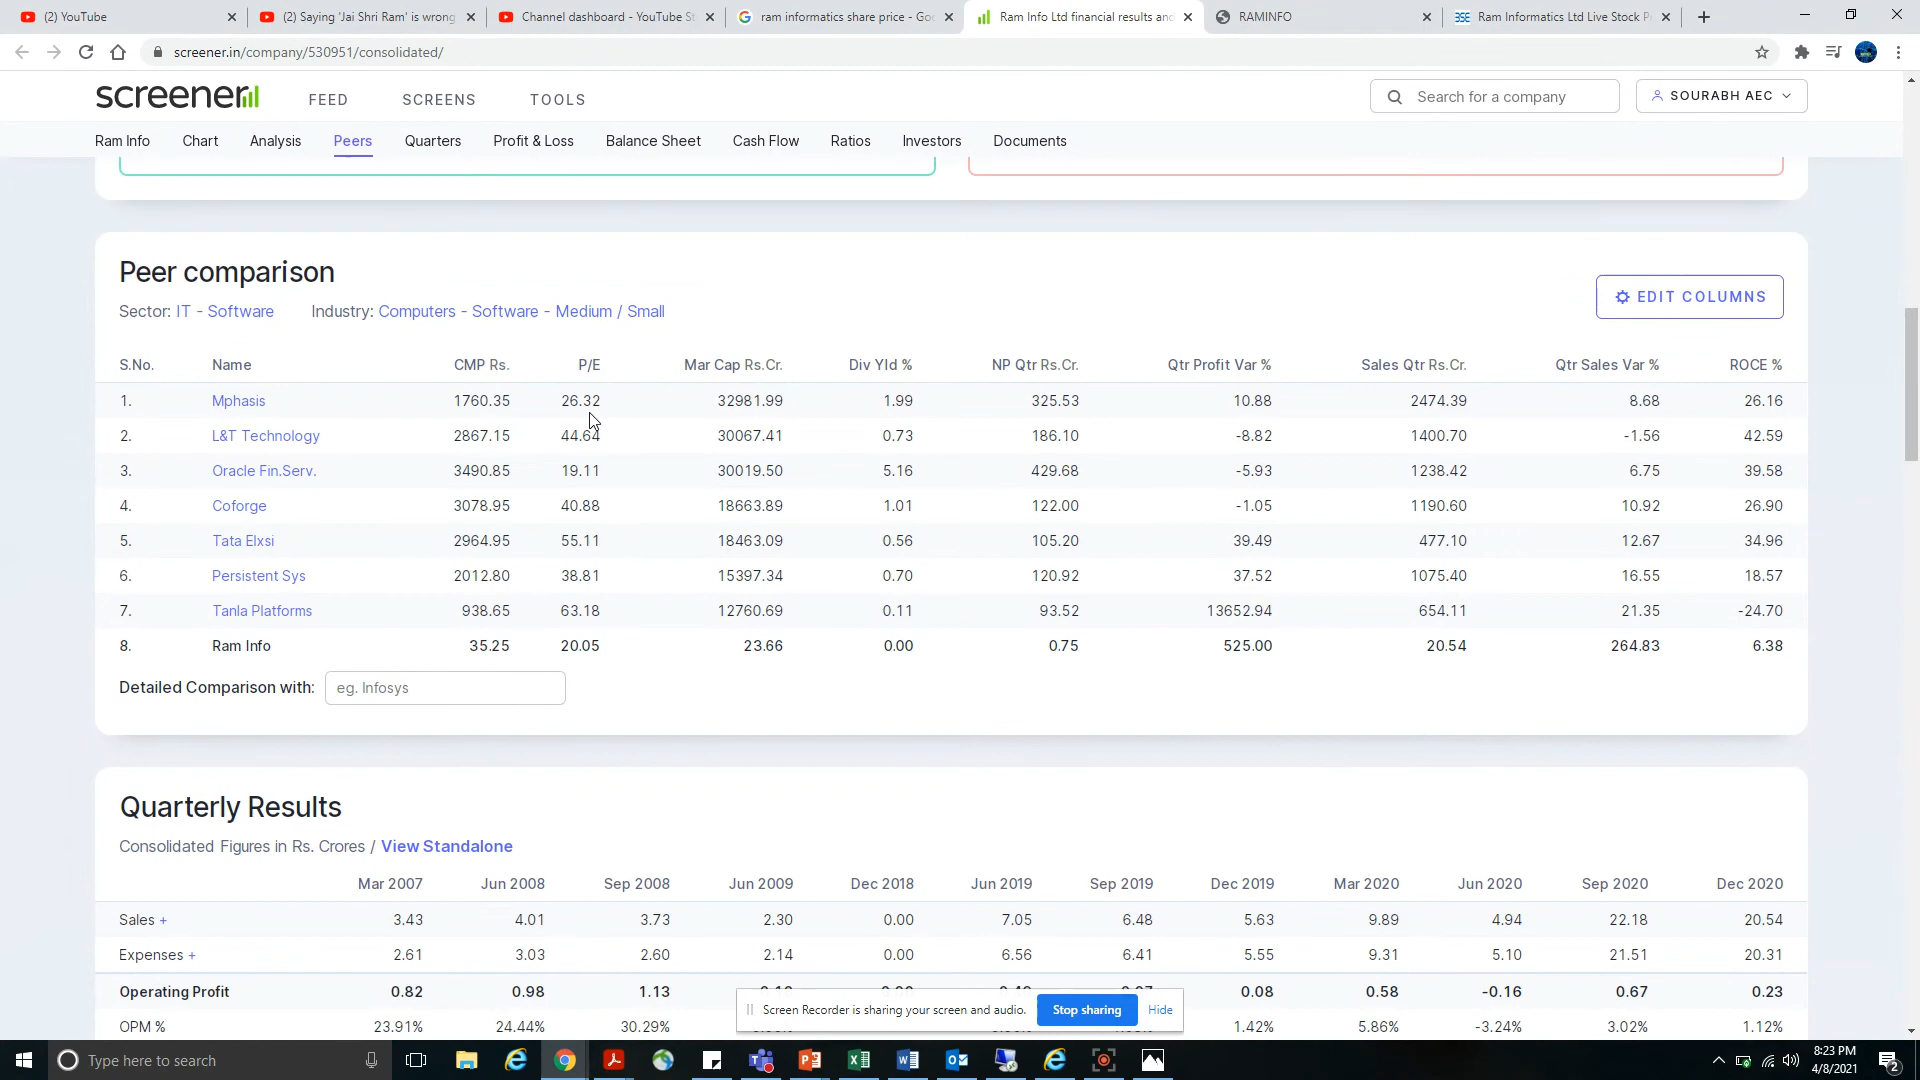 (2) YouTube
(2) Saying 'Jai Shri Ram' is wrong
Channel dashboard - YouTube St
ram informatics share price - Goo
Ram Info Ltd financial results and
RAMINFO
Ram Informatics Ltd Live Stock P
screener.in/company/530951/consolidated/
screener
FEED SCREENS TOOLS
Search for a company
SOURABH AEC
Ram Info Chart Analysis Peers Quarters Profit & Loss Balance Sheet Cash Flow Ratios Investors Documents
Peer comparison
Sector: IT - Software Industry: Computers - Software - Medium / Small
EDIT COLUMNS
S.No. Name CMP Rs. P/E Mar Cap Rs.Cr. Div Yld % NP Qtr Rs.Cr. Qtr Profit Var % Sales Qtr Rs.Cr. Qtr Sales Var % ROCE %
1. Mphasis 1760.35 26.32 32981.99 1.99 325.53 10.88 2474.39 8.68 26.16
2. L&T Technology 2867.15 44.64 30067.41 0.73 186.10 -8.82 1400.70 -1.56 42.59
3. Oracle Fin.Serv. 3490.85 19.11 30019.50 5.16 429.68 -5.93 1238.42 6.75 39.58
4. Coforge 3078.95 40.88 18663.89 1.01 122.00 -1.05 1190.60 10.92 26.90
5. Tata Elxsi 2964.95 55.11 18463.09 0.56 105.20 39.49 477.10 12.67 34.96
6. Persistent Sys 2012.80 38.81 15397.34 0.70 120.92 37.52 1075.40 16.55 18.57
7. Tanla Platforms 938.65 63.18 12760.69 0.11 93.52 13652.94 654.11 21.35 -24.70
8. Ram Info 35.25 20.05 23.66 0.00 0.75 525.00 20.54 264.83 6.38
Detailed Comparison with: eg. Infosys
Quarterly Results
Consolidated Figures in Rs. Crores / View Standalone
Mar 2007 Jun 2008 Sep 2008 Jun 2009 Dec 2018 Jun 2019 Sep 2019 Dec 2019 Mar 2020 Jun 2020 Sep 2020 Dec 2020
Sales + 3.43 4.01 3.73 2.30 0.00 7.05 6.48 5.63 9.89 4.94 22.18 20.54
Expenses + 2.61 3.03 2.60 2.14 0.00 6.56 6.41 5.55 9.31 5.10 21.51 20.31
Operating Profit 0.82 0.98 1.13 0.08 0.58 -0.16 0.67 0.23
Screen Recorder is sharing your screen and audio. Stop sharing Hide
OPM % 23.91% 24.44% 30.29% 1.42% 5.86% -3.24% 3.02% 1.12%
Type here to search
8:23 PM
4/8/2021
2